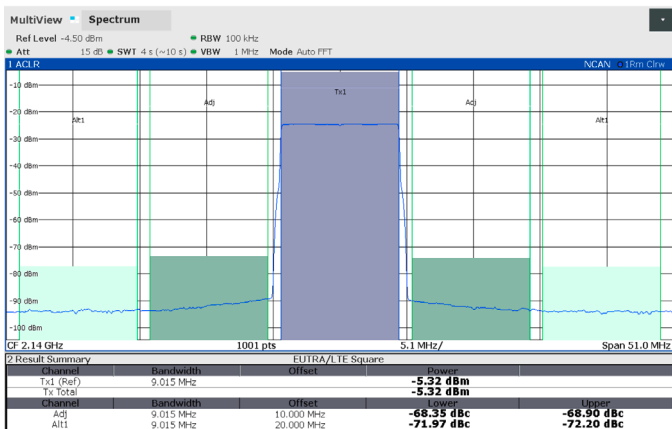 MultiView Spectrum
Ref Level -4.50 dBm RBW 100 kHz
Att 15 dB SWT 4 s (~10 s) VBW 1 MHz Mode Auto FFT
1 ACLR NCAN 1Rm Clrw
-10 dBm
Tx1
Adj Adj
-20 dBm
Alt1 Alt1
-30 dBm
-40 dBm
-50 dBm
-60 dBm
-70 dBm
-80 dBm
-90 dBm
-100 dBm
CF 2.14 GHz 1001 pts 5.1 MHz/ Span 51.0 MHz
2 Result Summary EUTRA/LTE Square
Channel Bandwidth Offset Power
Tx1 (Ref) 9.015 MHz -5.32 dBm
Tx Total -5.32 dBm
Channel Bandwidth Offset Lower Upper
Adj 9.015 MHz 10.000 MHz -68.35 dBc -68.90 dBc
Alt1 9.015 MHz 20.000 MHz -71.97 dBc -72.20 dBc